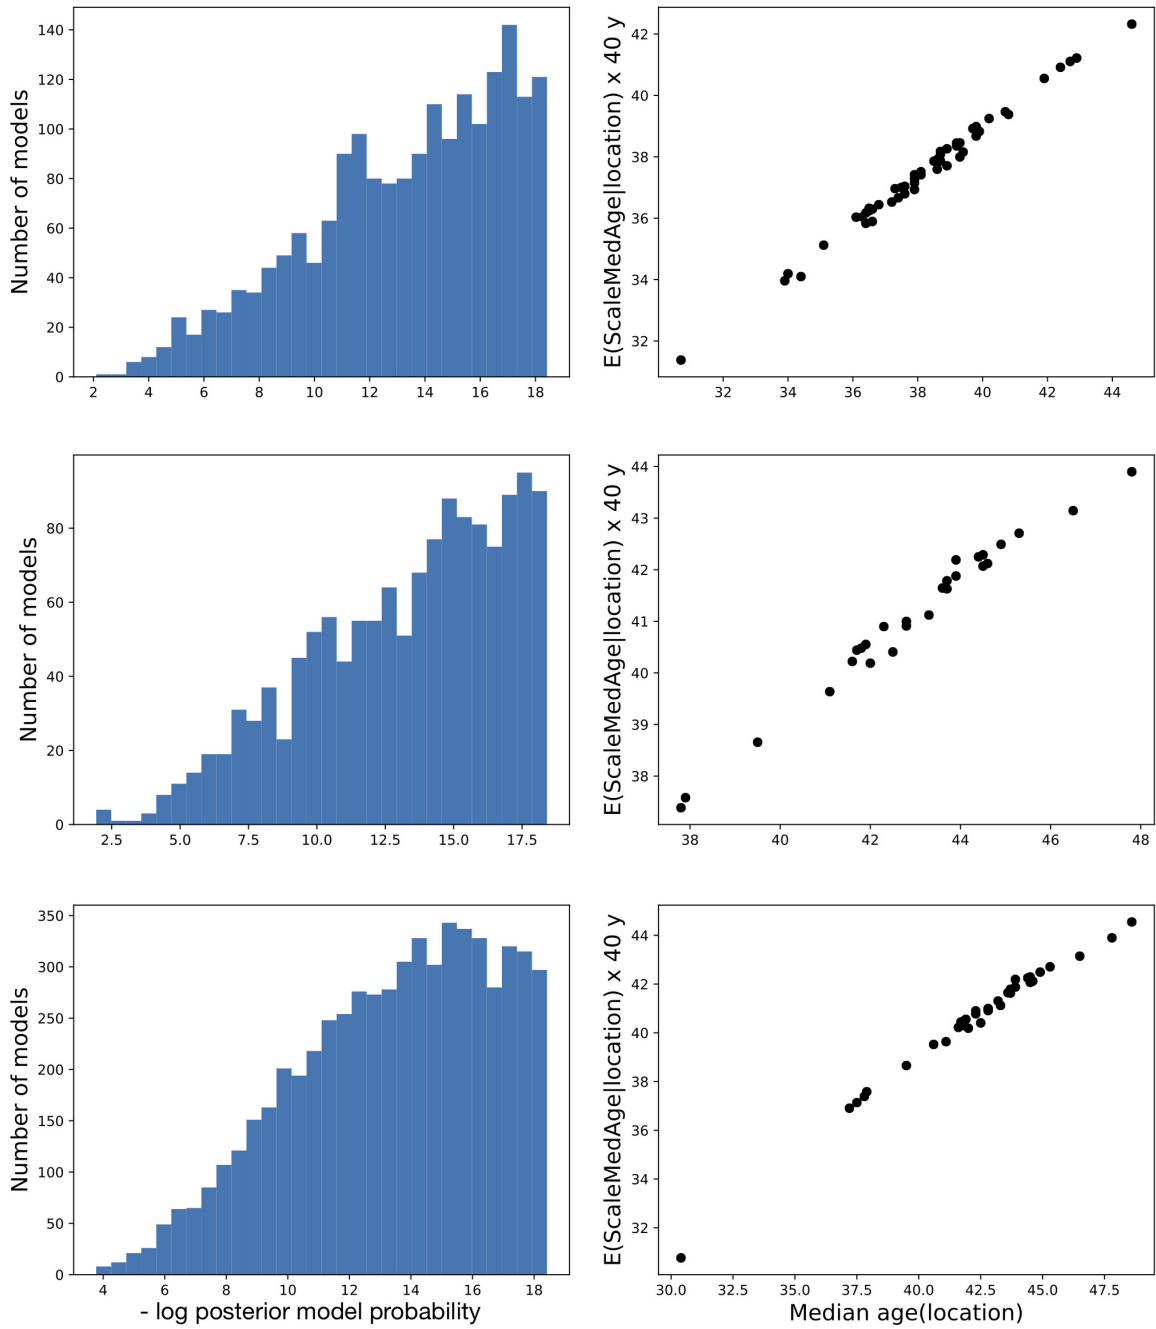 Number of models
0
20
40
60
80
100
120
140
2 4 6 8 10 12 14 16 18
E(ScaleMedAge|location) x 40 y
32
34
36
38
40
42
32 34 36 38 40 42 44
Number of models
0
20
40
60
80
2.5 5.0 7.5 10.0 12.5 15.0 17.5
E(ScaleMedAge|location) x 40 y
38
39
40
41
42
43
44
38 40 42 44 46 48
Number of models
0
50
100
150
200
250
300
350
4 6 8 10 12 14 16 18
- log posterior model probability
E(ScaleMedAge|location) x 40 y
32
34
36
38
40
42
44
30.0 32.5 35.0 37.5 40.0 42.5 45.0 47.5
Median age(location)